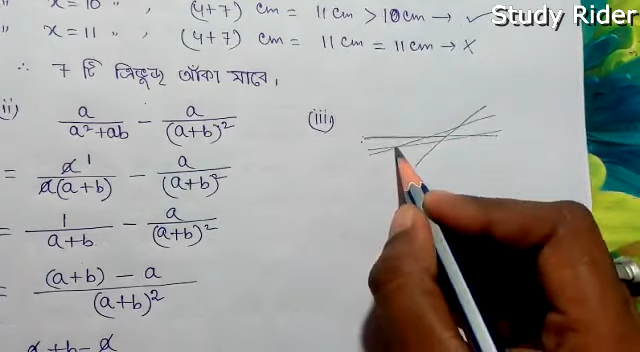 " x = 10 " , (4+7) cm = 11 cm > 10 cm → ✓
Study Rider
" x = 11 " , (4+7) cm = 11 cm = 11 cm → ×
∴ 7 টি ত্রিভুজ আঁকা যাবে।
ii) a/(a²+ab) - a/(a+b)²
(iii)
= a 1/a(a+b) - a/(a+b)²
= 1/(a+b) - a/(a+b)²
= ((a+b) - a)/(a+b)²
a+b-a